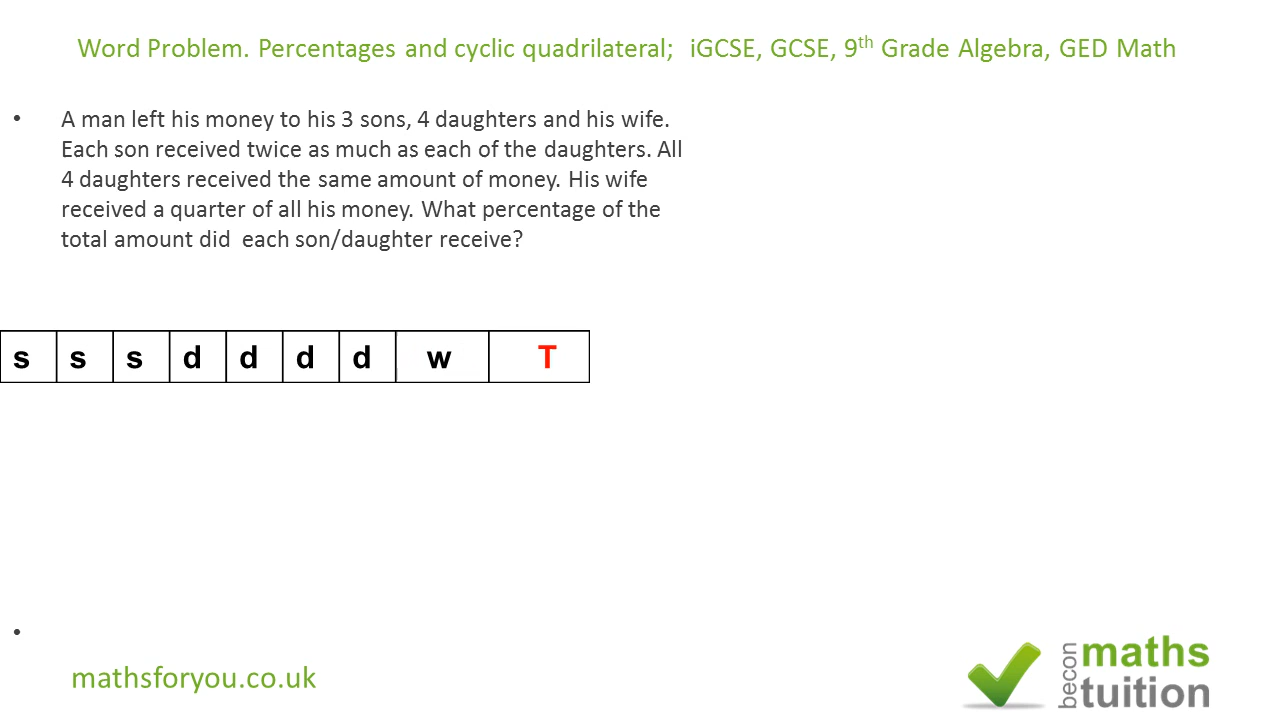 Word Problem. Percentages and cyclic quadrilateral;  iGCSE, GCSE, 9th Grade Algebra, GED Math
• A man left his money to his 3 sons, 4 daughters and his wife.
Each son received twice as much as each of the daughters. All
4 daughters received the same amount of money. His wife
received a quarter of all his money. What percentage of the
total amount did  each son/daughter receive?
s s s d d d d w T
•
mathsforyou.co.uk
becon
maths
tuition